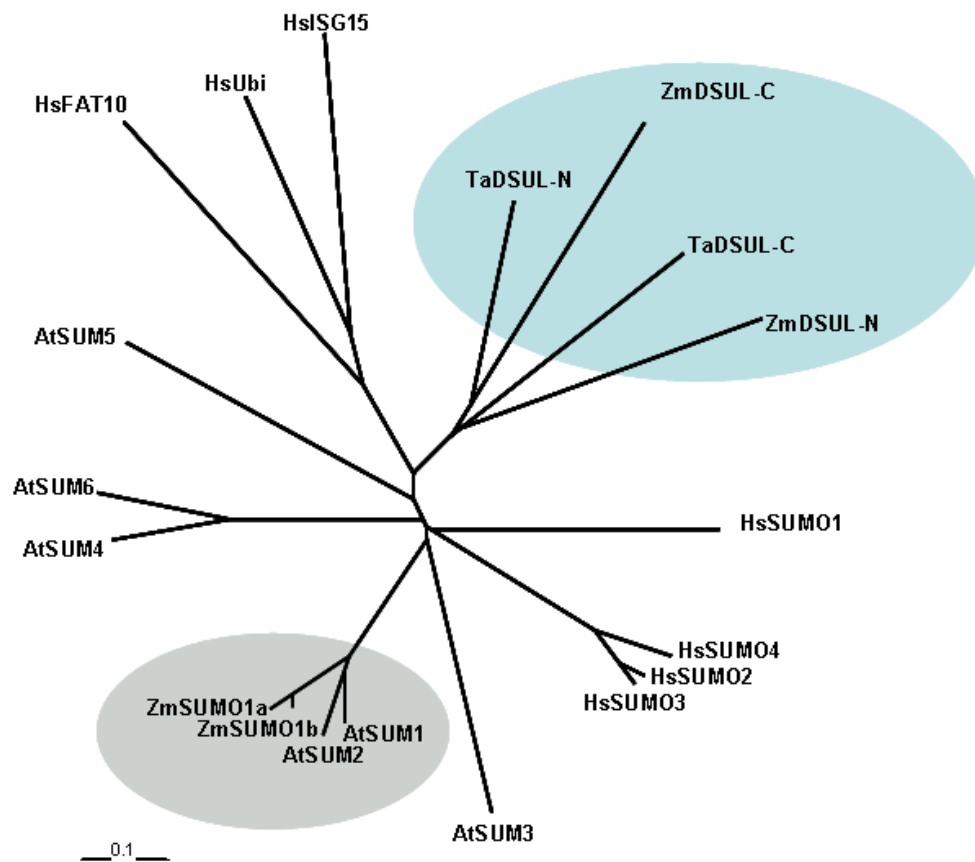 HsISG15
HsUbi
ZmDSUL-C
HsFAT10
TaDSUL-N
TaDSUL-C
ZmDSUL-N
AtSUM5
AtSUM6
AtSUM4
HsSUMO1
HsSUMO4
HsSUMO2
HsSUMO3
ZmSUMO1a
ZmSUMO1b
AtSUM1
AtSUM2
AtSUM3
0.1